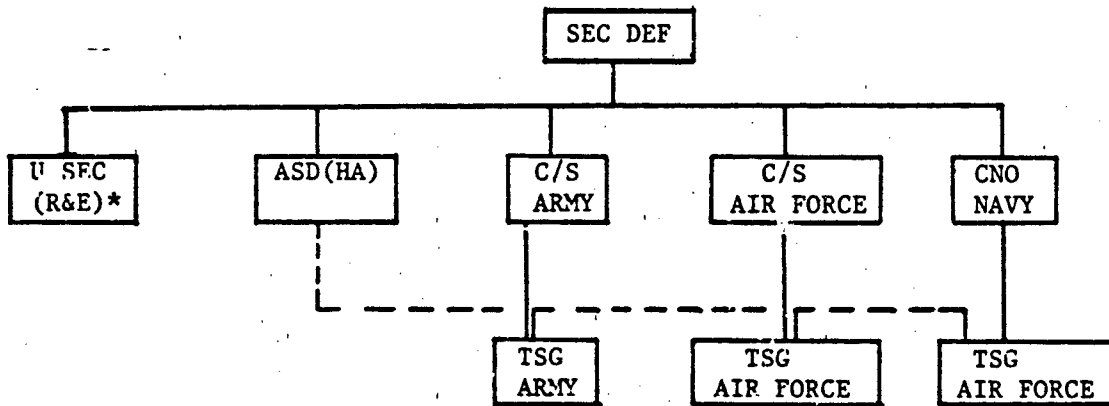 SEC DEF
U SEC
(R&E)*
ASD(HA)
C/S
ARMY
C/S
AIR FORCE
CNO
NAVY
TSG
ARMY
TSG
AIR FORCE
TSG
AIR FORCE